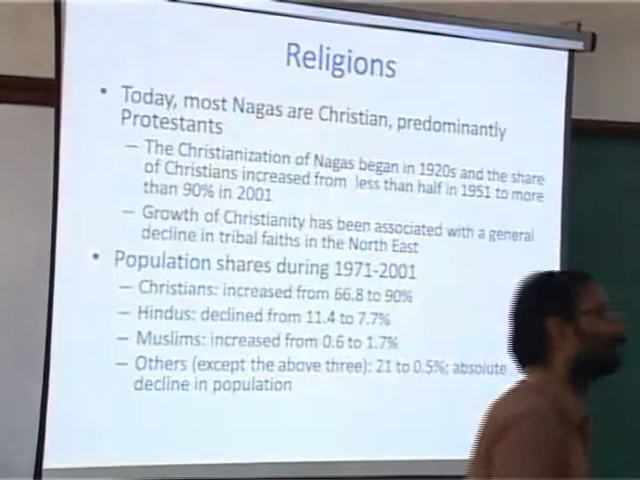 Religions
• Today, most Nagas are Christian, predominantly
Protestants
– The Christianization of Nagas began in 1920s and the share
of Christians increased from less than half in 1951 to more
than 90% in 2001
– Growth of Christianity has been associated with a general
decline in tribal faiths in the North East
• Population shares during 1971-2001
– Christians: increased from 66.8 to 90%
– Hindus: declined from 11.4 to 7.7%
– Muslims: increased from 0.6 to 1.7%
– Others (except the above three): 21 to 0.5%; absolute
decline in population